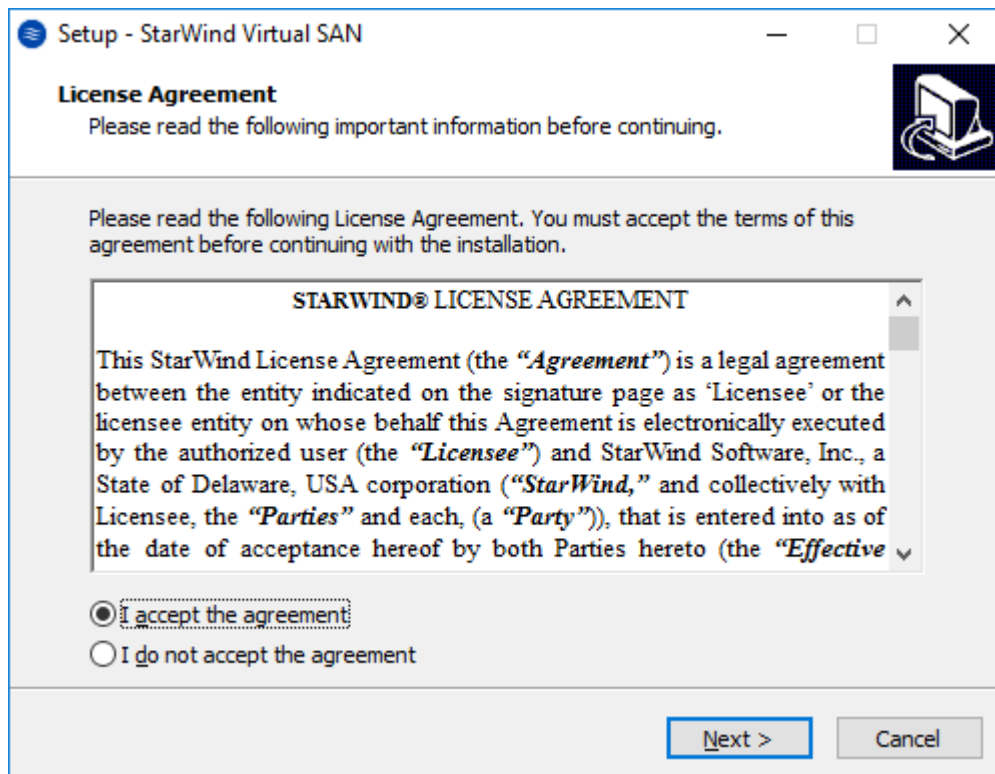 Setup - StarWind Virtual SAN
License Agreement
Please read the following important information before continuing.
Please read the following License Agreement. You must accept the terms of this
agreement before continuing with the installation.
STARWIND® LICENSE AGREEMENT
This StarWind License Agreement (the “Agreement”) is a legal agreement
between the entity indicated on the signature page as ‘Licensee’ or the
licensee entity on whose behalf this Agreement is electronically executed
by the authorized user (the “Licensee”) and StarWind Software, Inc., a
State of Delaware, USA corporation (“StarWind,” and collectively with
Licensee, the “Parties” and each, (a “Party”)), that is entered into as of
the date of acceptance hereof by both Parties hereto (the “Effective
I accept the agreement
I do not accept the agreement
Next >
Cancel